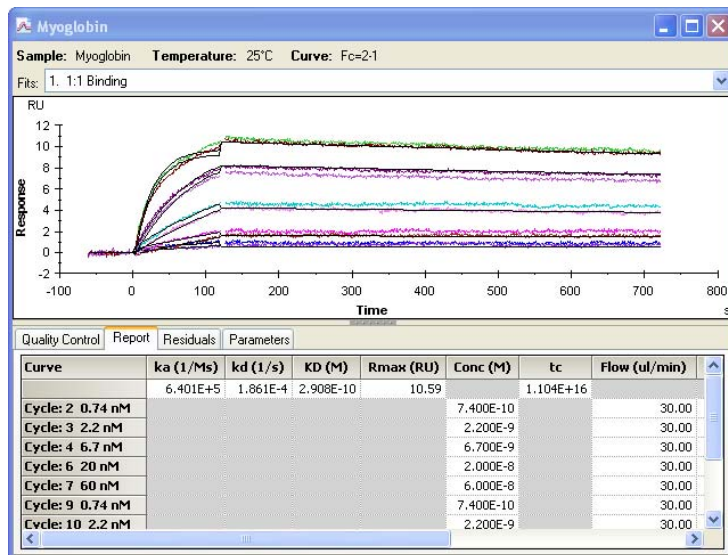 Myoglobin
Sample: Myoglobin Temperature: 25°C Curve: Fc=2-1
Fits: 1. 1:1 Binding
RU
12
10
8
6
4
2
0
-2
Response
-100 0 100 200 300 400 500 600 700 800
Time s
Quality Control Report Residuals Parameters
Curve ka (1/Ms) kd (1/s) KD (M) Rmax (RU) Conc (M) tc Flow (ul/min)
6.401E+5 1.861E-4 2.908E-10 10.59 1.104E+16
Cycle: 2 0.74 nM 7.400E-10 30.00
Cycle: 3 2.2 nM 2.200E-9 30.00
Cycle: 4 6.7 nM 6.700E-9 30.00
Cycle: 6 20 nM 2.000E-8 30.00
Cycle: 7 60 nM 6.000E-8 30.00
Cycle: 9 0.74 nM 7.400E-10 30.00
Cycle: 10 2.2 nM 2.200E-9 30.00